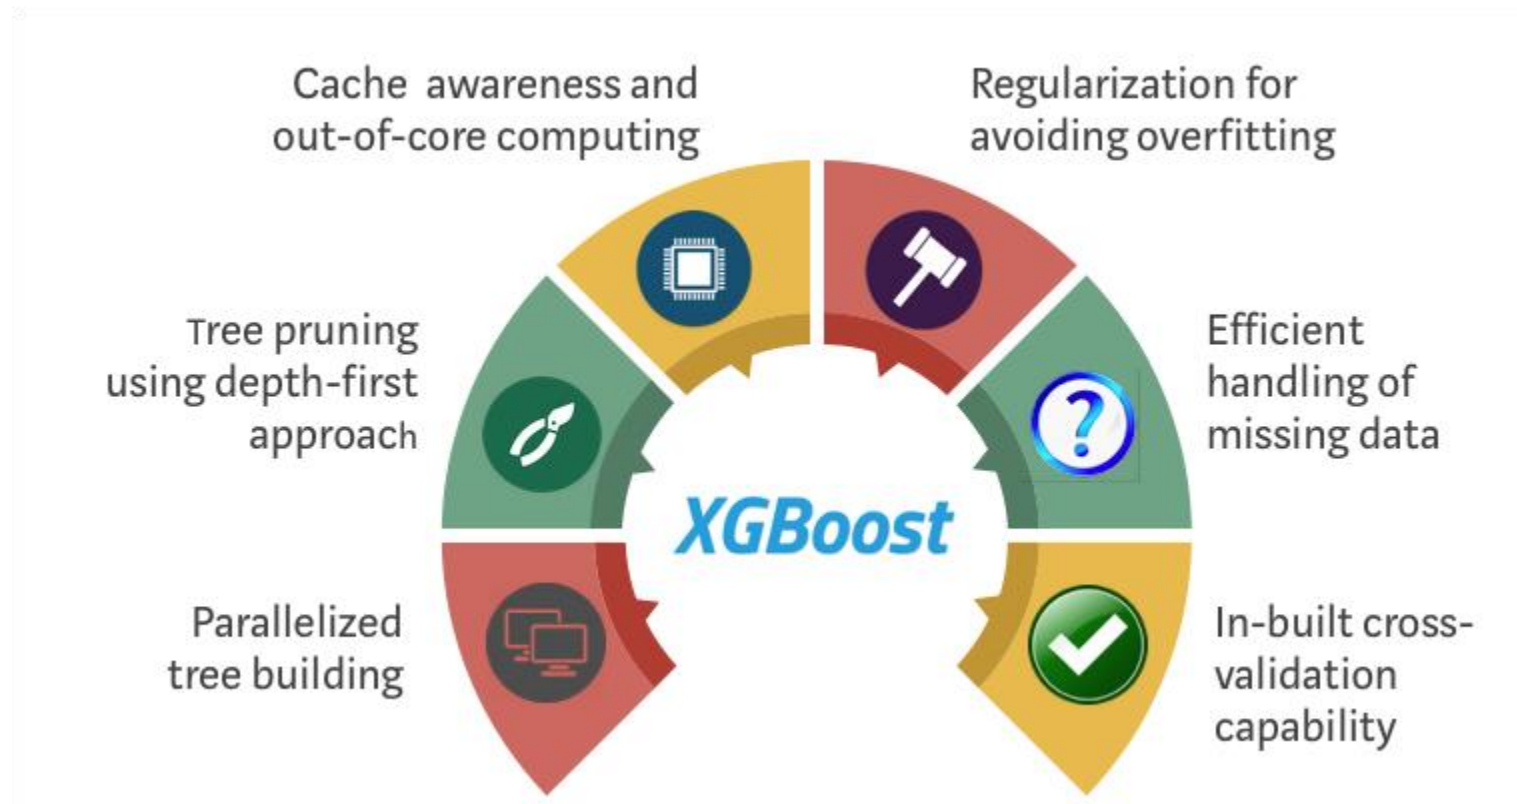 Cache awareness and
out-of-core computing
Regularization for
avoiding overfitting
Tree pruning
using depth-first
approach
Efficient
handling of
missing data
XGBoost
Parallelized
tree building
In-built cross-
validation
capability